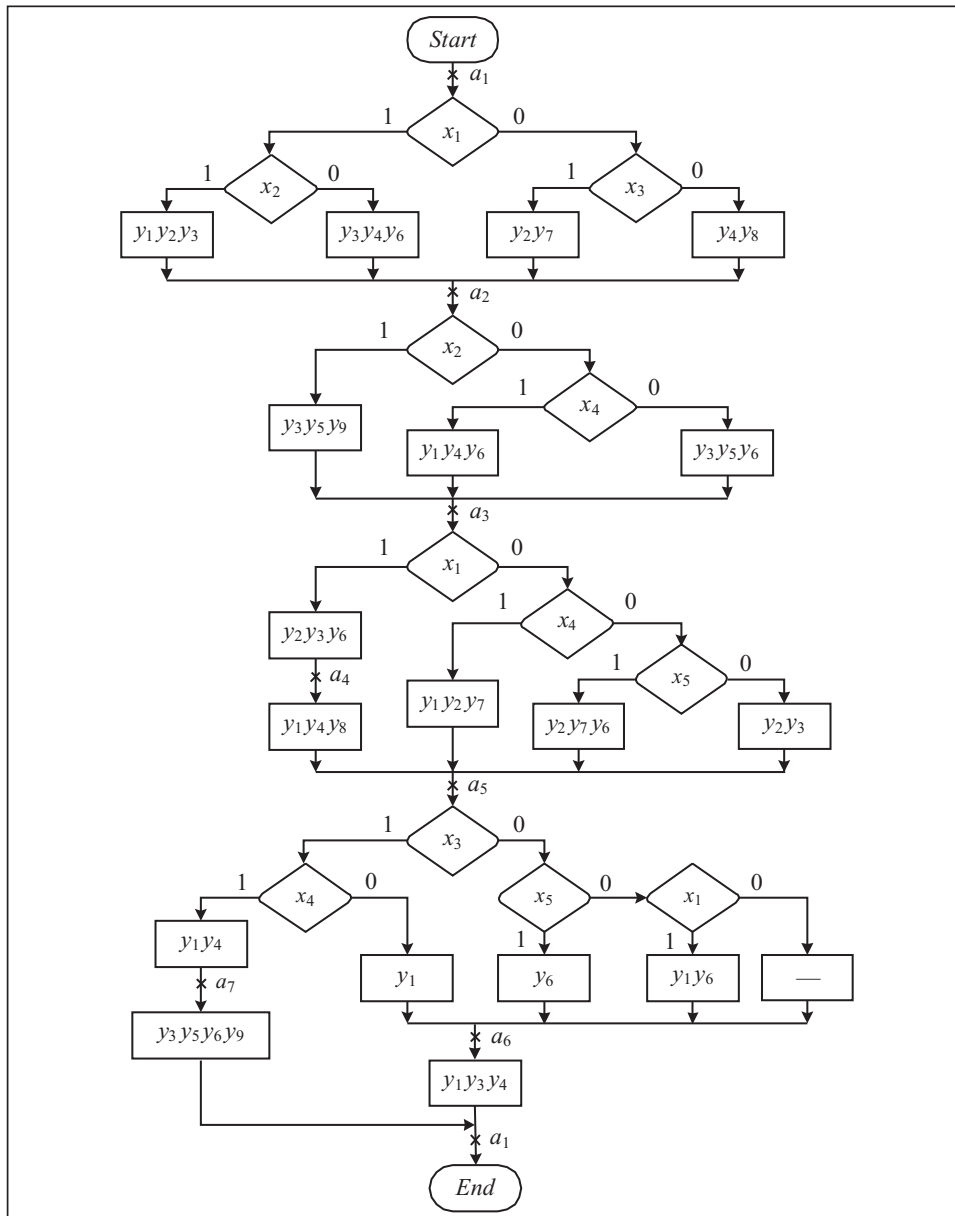 Start
a₁
1 x₁ 0
1 x₂ 0 1 x₃ 0
y₁y₂y₃ y₃y₄y₆ y₂y₇ y₄y₈
a₂
1 x₂ 0
1 x₄ 0
y₃y₅y₉ y₁y₄y₆ y₃y₅y₆
a₃
1 x₁ 0
1 x₄ 0
y₂y₃y₆
1 x₅ 0
a₄
y₁y₄y₈ y₁y₂y₇ y₂y₇y₆ y₂y₃
a₅
1 x₃ 0
1 x₄ 0 x₅ 0 x₁ 0
y₁y₄ 1 1
a₇ y₁ y₆ y₁y₆ —
y₃y₅y₆y₉
a₆
y₁y₃y₄
a₁
End